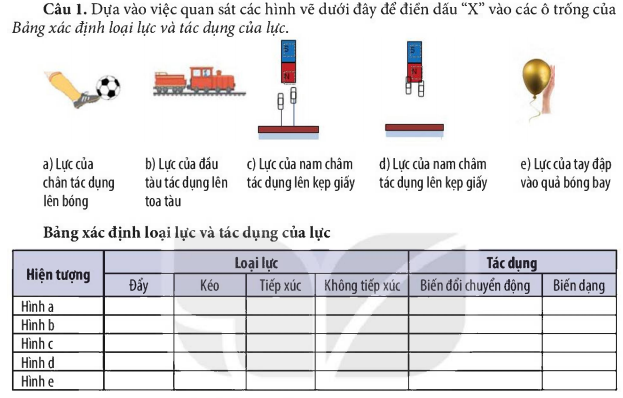 Câu 1. Dựa vào việc quan sát các hình vẽ dưới đây để điền dấu “X” vào các ô trống của
Bảng xác định loại lực và tác dụng của lực.
S
N
S
N
a) Lực của
chân tác dụng
lên bóng
b) Lực của đầu
tàu tác dụng lên
toa tàu
c) Lực của nam châm
tác dụng lên kẹp giấy
d) Lực của nam châm
tác dụng lên kẹp giấy
e) Lực của tay đập
vào quả bóng bay
Bảng xác định loại lực và tác dụng của lực
Hiện tượng
Loại lực
Tác dụng
Đẩy
Kéo
Tiếp xúc
Không tiếp xúc
Biến đổi chuyển động
Biến dạng
Hình a
Hình b
Hình c
Hình d
Hình e